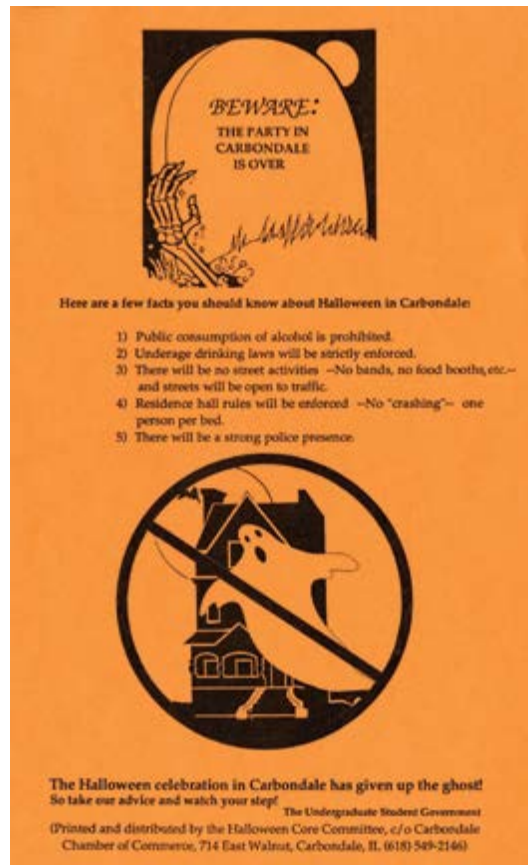 BEWARE:
THE PARTY IN
CARBONDALE
IS OVER
Here are a few facts you should know about Halloween in Carbondale:
1) Public consumption of alcohol is prohibited.
2) Underage drinking laws will be strictly enforced.
3) There will be no street activities --No bands, no food booths, etc.--
and streets will be open to traffic.
4) Residence hall rules will be enforced --No "crashing"-- one
person per bed.
5) There will be a strong police presence.
The Halloween celebration in Carbondale has given up the ghost!
So take our advice and watch your step!
The Undergraduate Student Government
(Printed and distributed by the Halloween Core Committee, c/o Carbondale
Chamber of Commerce, 714 East Walnut, Carbondale, IL (618) 549-2146)